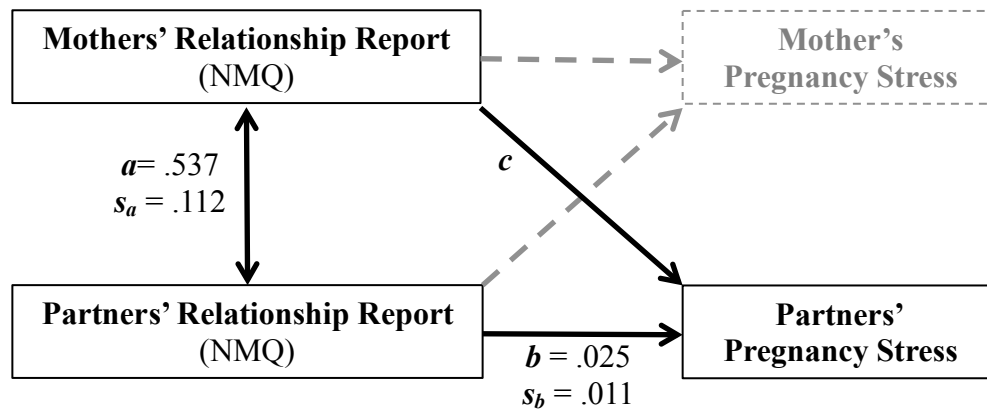 Mothers’ Relationship Report
(NMQ)
Mother’s
Pregnancy Stress
a= .537
sₐ = .112
c
Partners’ Relationship Report
(NMQ)
Partners’
Pregnancy Stress
b = .025
s_b = .011